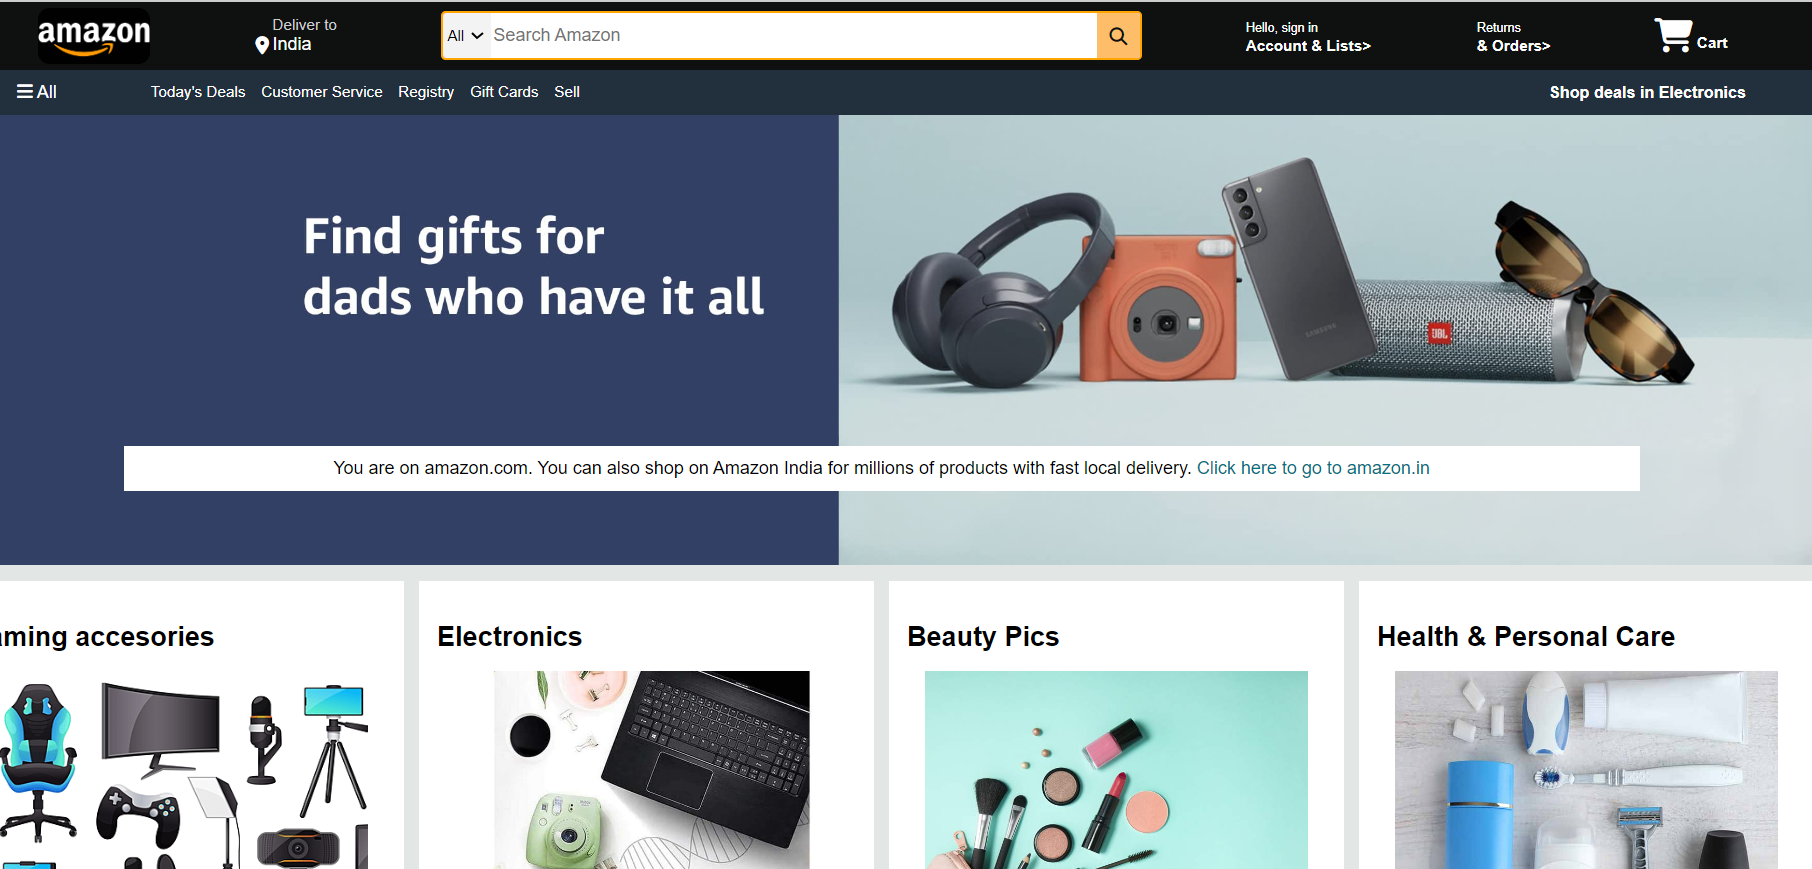 amazon
Deliver to
India
All
Search Amazon
Hello, sign in
Account & Lists>
Returns
& Orders>
Cart
All
Today's Deals
Customer Service
Registry
Gift Cards
Sell
Shop deals in Electronics
Find gifts for
dads who have it all
SAMSUNG
JBL
You are on amazon.com. You can also shop on Amazon India for millions of products with fast local delivery. Click here to go to amazon.in
aming accesories
Electronics
Beauty Pics
Health & Personal Care